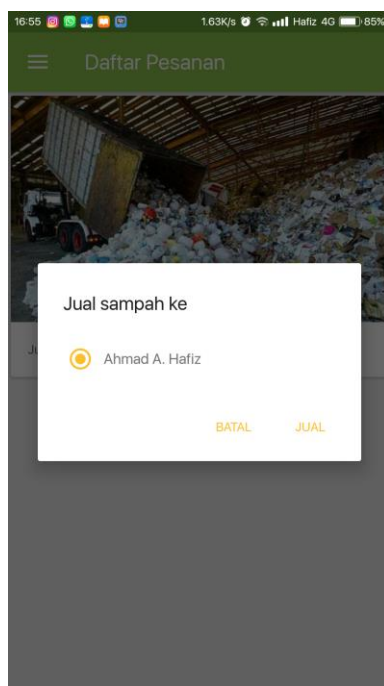 16:55 1.63K/s Hafiz 4G 85%
Daftar Pesanan
Jual sampah ke
Ahmad A. Hafiz
BATAL JUAL